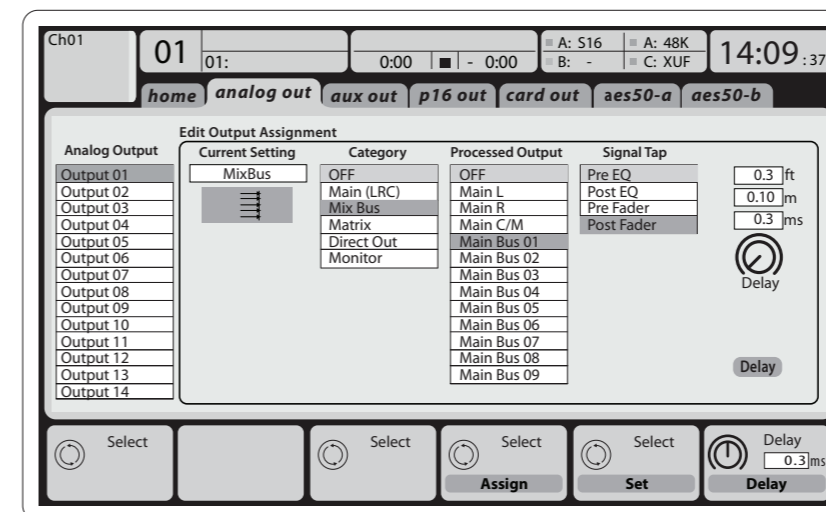 Ch01
01
01:
0:00 - 0:00
A: S16
B: -
A: 48K
C: XUF
14:09:37
home
analog out
aux out
p16 out
card out
aes50-a
aes50-b
Edit Output Assignment
Analog Output
Output 01
Output 02
Output 03
Output 04
Output 05
Output 06
Output 07
Output 08
Output 09
Output 10
Output 11
Output 12
Output 13
Output 14
Current Setting
MixBus
Category
OFF
Main (LRC)
Mix Bus
Matrix
Direct Out
Monitor
Processed Output
OFF
Main L
Main R
Main C/M
Main Bus 01
Main Bus 02
Main Bus 03
Main Bus 04
Main Bus 05
Main Bus 06
Main Bus 07
Main Bus 08
Main Bus 09
Signal Tap
Pre EQ
Post EQ
Pre Fader
Post Fader
0.3 ft
0.10 m
0.3 ms
Delay
Delay
Select
Select
Select
Assign
Select
Set
Delay
0.3 ms
Delay